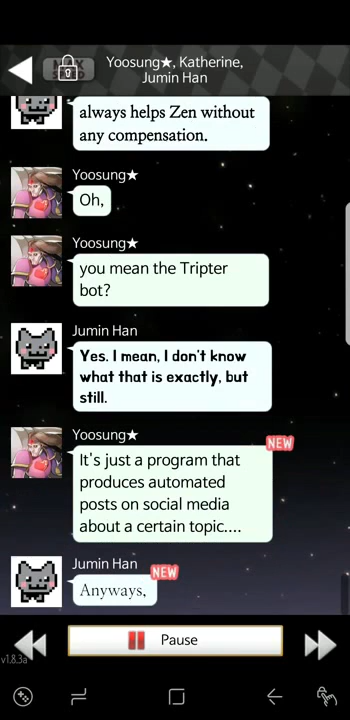 Yoosung★, Katherine,
Jumin Han
always helps Zen without
any compensation.
Yoosung★
Oh,
Yoosung★
you mean the Tripter
bot?
Jumin Han
Yes. I mean, I don't know
what that is exactly, but
still.
Yoosung★
NEW
It's just a program that
produces automated
posts on social media
about a certain topic....
Jumin Han
NEW
Anyways,
Pause
v1.8.3a